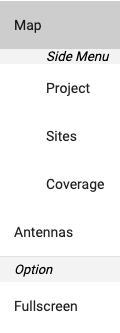 Map
Side Menu
Project
Sites
Coverage
Antennas
Option
Fullscreen